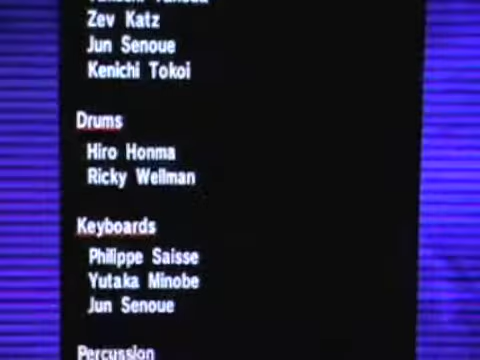 Zev Katz
Jun Senoue
Kenichi Tokoi
Drums
Hiro Honma
Ricky Wellman
Keyboards
Philippe Saisse
Yutaka Minobe
Jun Senoue
Percussion